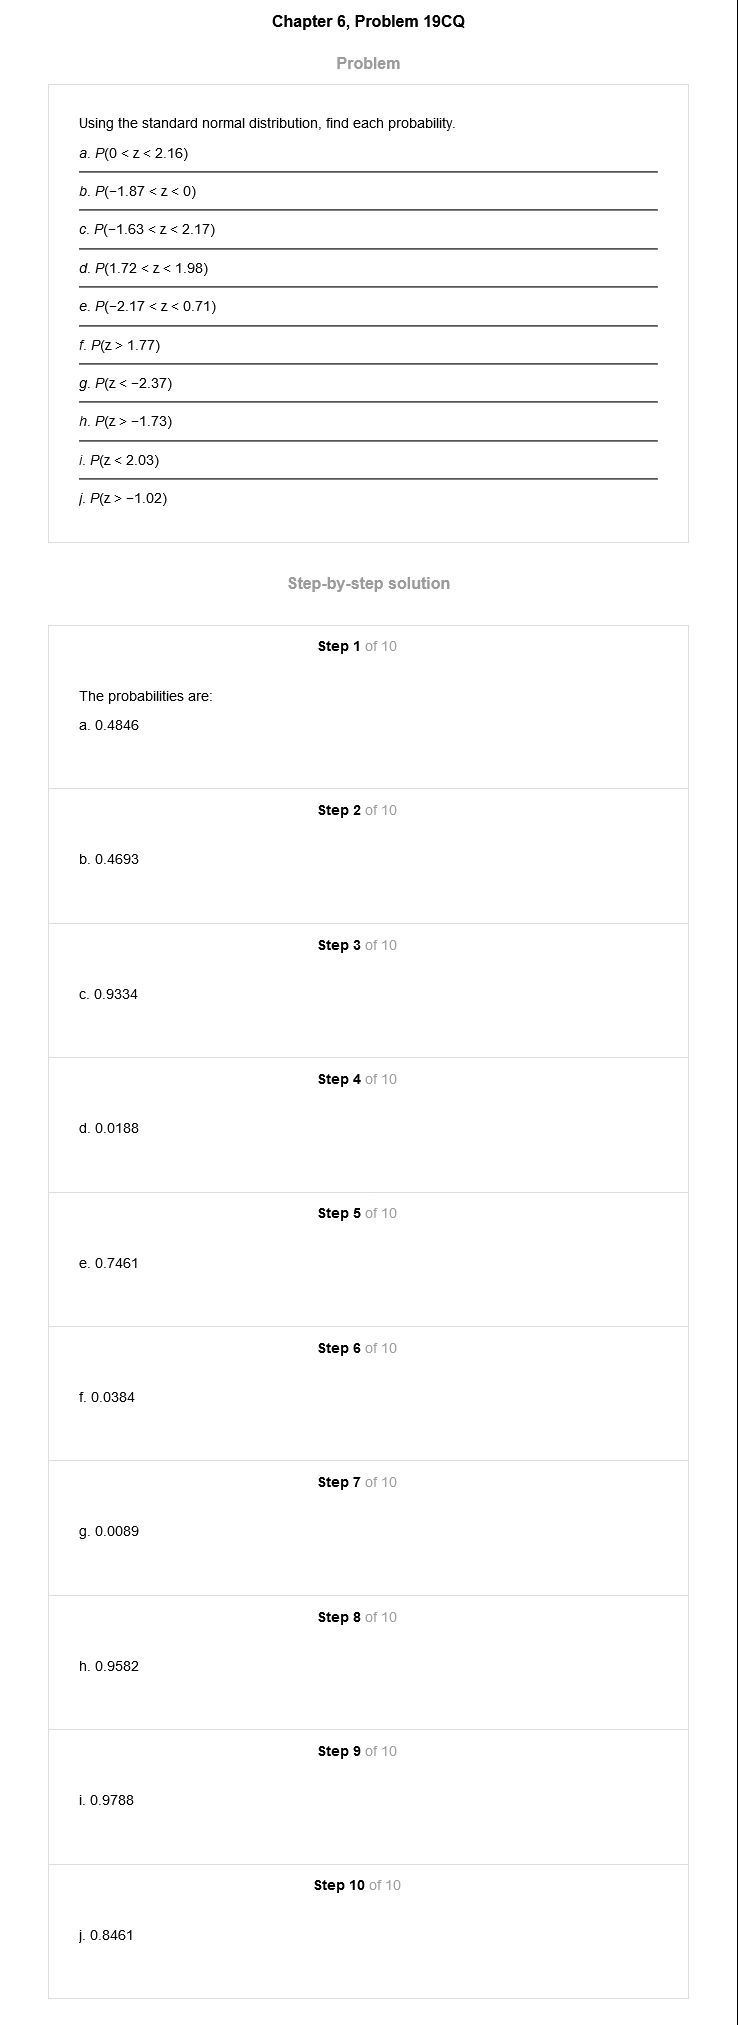 Chapter 6, Problem 19CQ
Problem
Using the standard normal distribution, find each probability.
a. P(0 < z < 2.16)
b. P(−1.87 < z < 0)
c. P(−1.63 < z < 2.17)
d. P(1.72 < z < 1.98)
e. P(−2.17 < z < 0.71)
f. P(z > 1.77)
g. P(z < −2.37)
h. P(z > −1.73)
i. P(z < 2.03)
j. P(z > −1.02)
Step-by-step solution
Step 1 of 10
The probabilities are:
a. 0.4846
Step 2 of 10
b. 0.4693
Step 3 of 10
c. 0.9334
Step 4 of 10
d. 0.0188
Step 5 of 10
e. 0.7461
Step 6 of 10
f. 0.0384
Step 7 of 10
g. 0.0089
Step 8 of 10
h. 0.9582
Step 9 of 10
i. 0.9788
Step 10 of 10
j. 0.8461